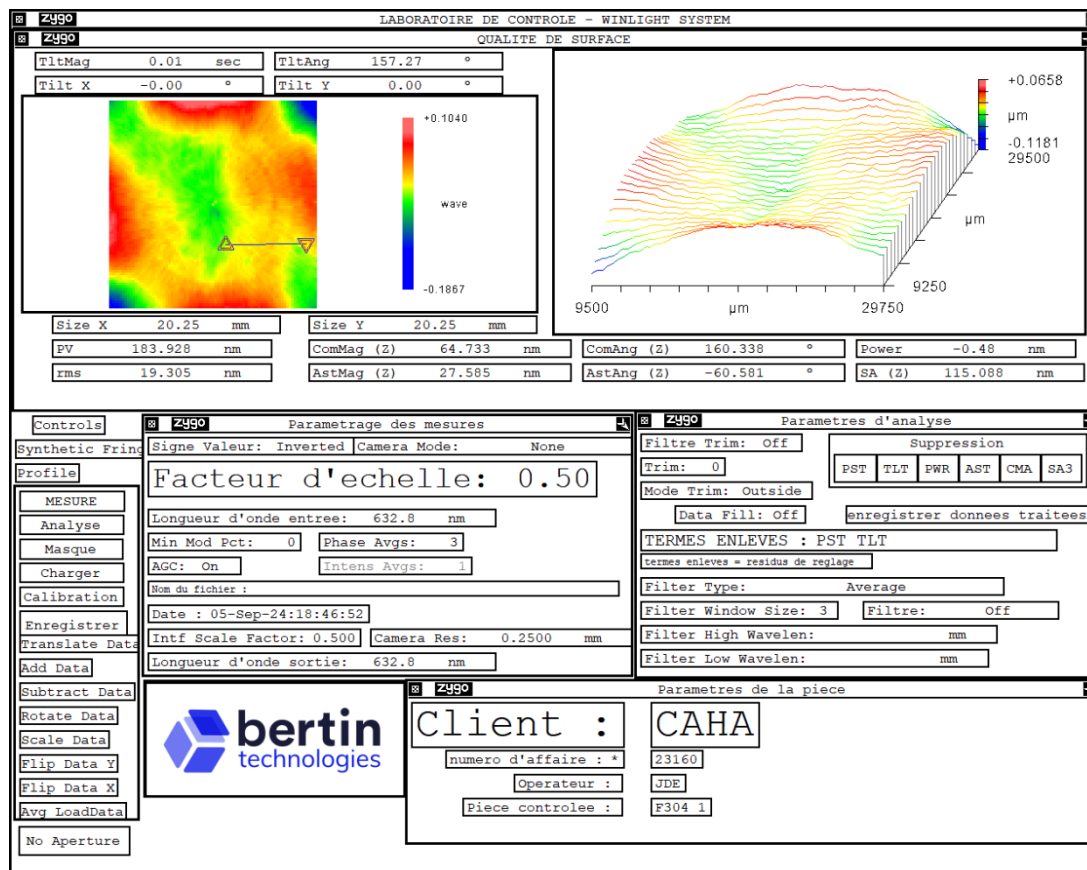 zygo LABORATOIRE DE CONTROLE - WINLIGHT SYSTEM
zygo QUALITE DE SURFACE
TltMag 0.01 sec TltAng 157.27 °
Tilt X -0.00 ° Tilt Y 0.00 °
+0.1040
wave
-0.1867
+0.0658
µm
-0.1181
29500
µm
9250
9500 µm 29750
Size X 20.25 mm Size Y 20.25 mm
PV 183.928 nm ComMag (Z) 64.733 nm ComAng (Z) 160.338 ° Power -0.48 nm
rms 19.305 nm AstMag (Z) 27.585 nm AstAng (Z) -60.581 ° SA (Z) 115.088 nm
Controls
Synthetic Fring
Profile
MESURE
Analyse
Masque
Charger
Calibration
Enregistrer
Translate Data
Add Data
Subtract Data
Rotate Data
Scale Data
Flip Data Y
Flip Data X
Avg LoadData
No Aperture
zygo Parametrage des mesures
Signe Valeur: Inverted Camera Mode: None
Facteur d'echelle: 0.50
Longueur d'onde entree: 632.8 nm
Min Mod Pct: 0 Phase Avgs: 3
AGC: On Intens Avgs: 1
Nom du fichier :
Date : 05-Sep-24:18:46:52
Intf Scale Factor: 0.500 Camera Res: 0.2500 mm
Longueur d'onde sortie: 632.8 nm
zygo Parametres d'analyse
Filtre Trim: Off Suppression
Trim: 0 PST TLT PWR AST CMA SA3
Mode Trim: Outside
Data Fill: Off enregistrer donnees traitees
TERMES ENLEVES : PST TLT
termes enleves = residus de reglage
Filter Type: Average
Filter Window Size: 3 Filtre: Off
Filter High Wavelen: mm
Filter Low Wavelen: mm
bertin
technologies
zygo Parametres de la piece
Client : CAHA
numero d'affaire : * 23160
Operateur : JDE
Piece controlee : F304 1